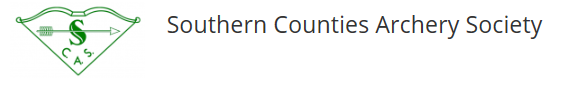 Southern Counties Archery Society
S
C. A. S.